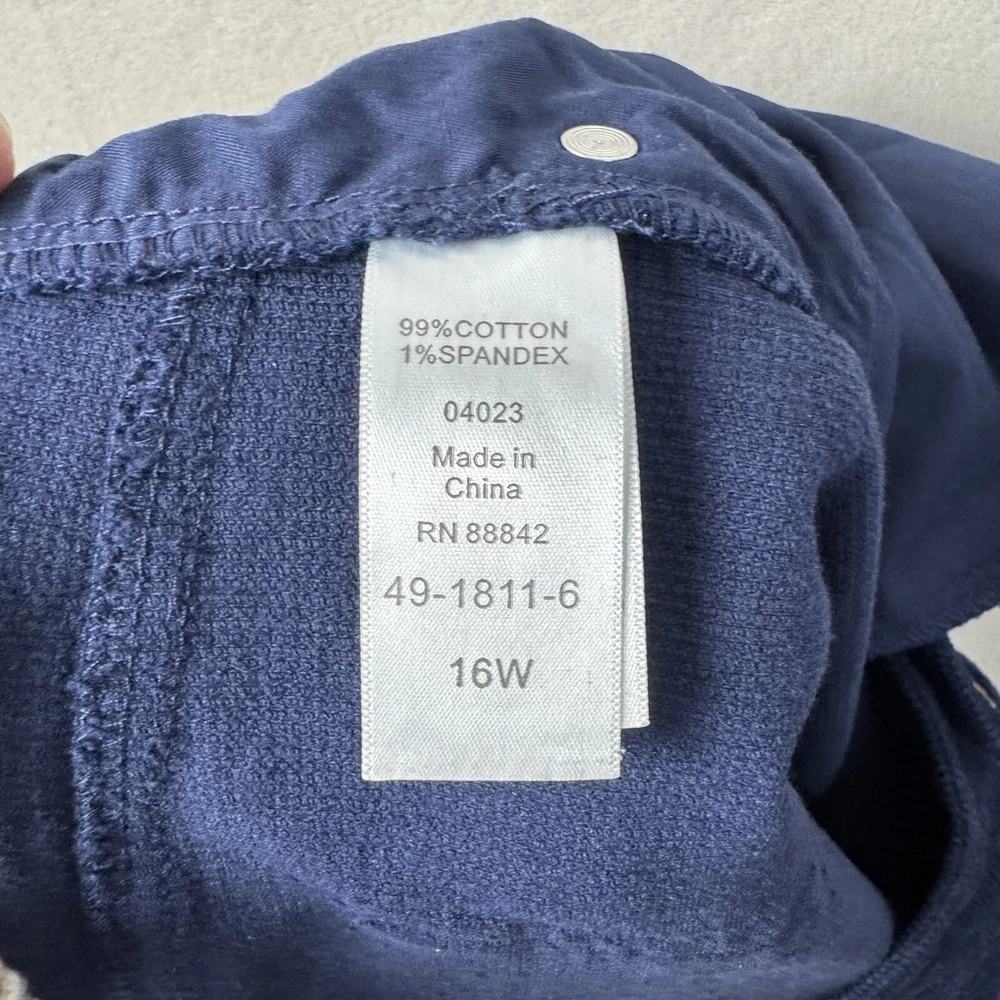 99%COTTON
1%SPANDEX
04023
Made in
China
RN 88842
49-1811-6
16W